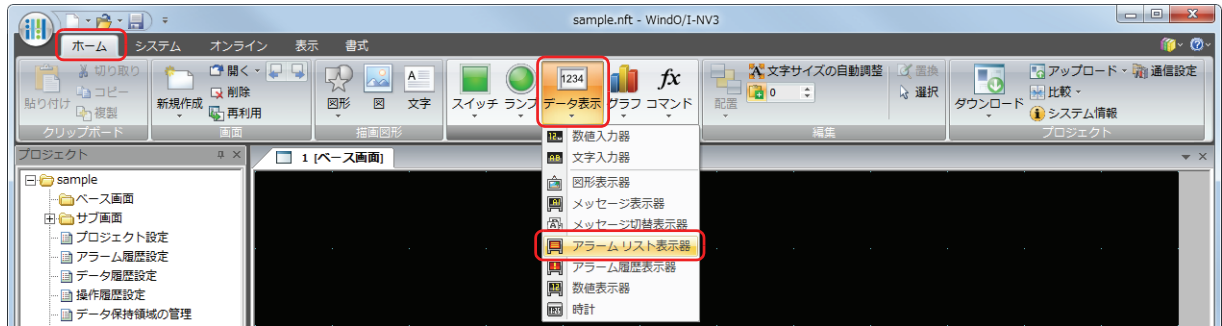 sample.nft - WindO/I-NV3
ホーム システム オンライン 表示 書式
切り取り
コピー
複製
貼り付け
クリップボード
新規作成
開く
削除
再利用
画面
図形 図 文字
描画図形
スイッチ ランプ データ表示 グラフ コマンド
1234
fx
A
配置
文字サイズの自動調整
0
置換
選択
編集
ダウンロード
アップロード
比較
システム情報
通信設定
プロジェクト
プロジェクト
sample
ベース画面
サブ画面
プロジェクト設定
アラーム履歴設定
データ履歴設定
操作履歴設定
データ保持領域の管理
1 [ベース画面]
数値入力器
文字入力器
図形表示器
メッセージ表示器
メッセージ切替表示器
アラーム リスト表示器
アラーム履歴表示器
数値表示器
時計